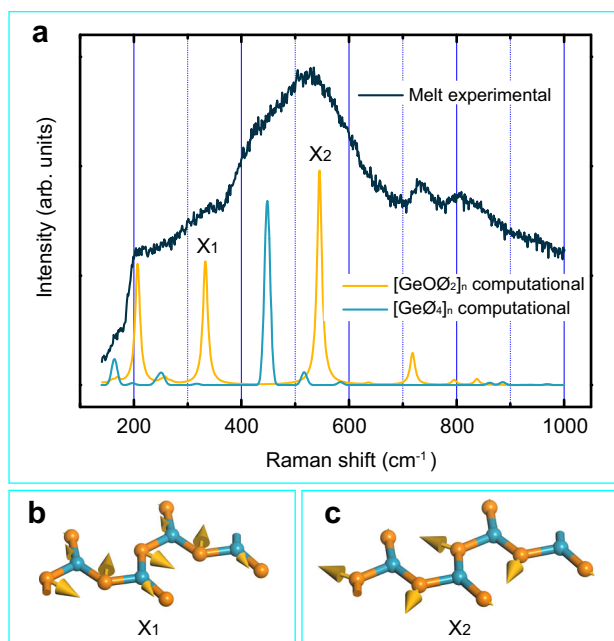 a
Melt experimental
X₂
X₁
[GeOØ₂]ₙ computational
[GeØ₄]ₙ computational
Intensity (arb. units)
200 400 600 800 1000
Raman shift (cm⁻¹)
b
X₁
c
X₂